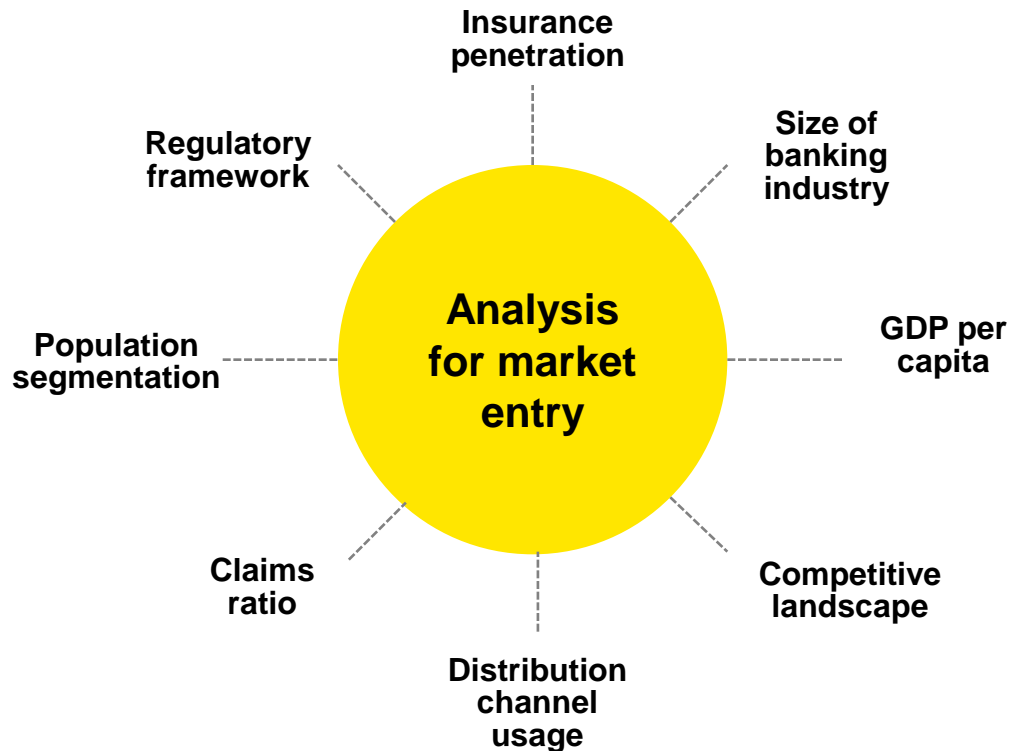 Insurance
penetration
Size of
banking
industry
Regulatory
framework
Analysis
for market
entry
GDP per
capita
Population
segmentation
Claims
ratio
Competitive
landscape
Distribution
channel
usage